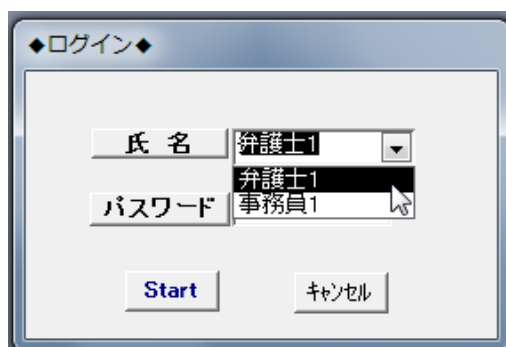 ◆ログイン◆
氏 名
弁護士1
弁護士1
事務員1
パスワード
Start
ｷｬﾝｾﾙ